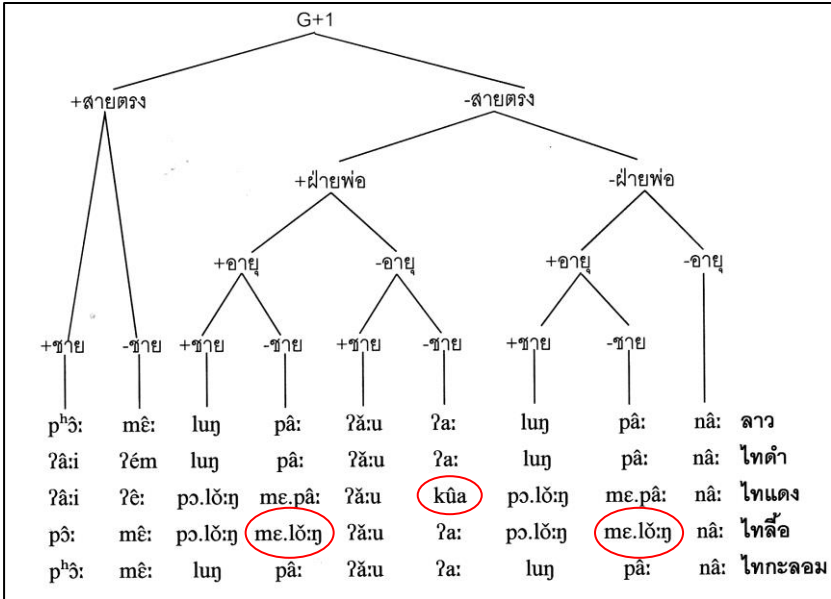 G+1
+สายตรง -สายตรง
+ฝ่ายพ่อ -ฝ่ายพ่อ
+อายุ -อายุ +อายุ -อายุ
+ชาย -ชาย +ชาย -ชาย +ชาย -ชาย +ชาย -ชาย
pʰɔ̂ː mɛ̂ː luŋ pâː ʔǎːu ʔaː luŋ pâː nâː ลาว
ʔâːi ʔém luŋ pâː ʔǎːu ʔaː luŋ pâː nâː ไทดำ
ʔâːi ʔêː pɔ.lǒːŋ mɛ.pâː ʔǎːu kûa pɔ.lǒːŋ mɛ.pâː nâː ไทแดง
pɔ̂ː mɛ̂ː pɔ.lǒːŋ mɛ.lǒːŋ ʔǎːu ʔaː pɔ.lǒːŋ mɛ.lǒːŋ nâː ไทลื้อ
pʰɔ̂ː mɛ̂ː luŋ pâː ʔǎːu ʔaː luŋ pâː nâː ไทกะลอม